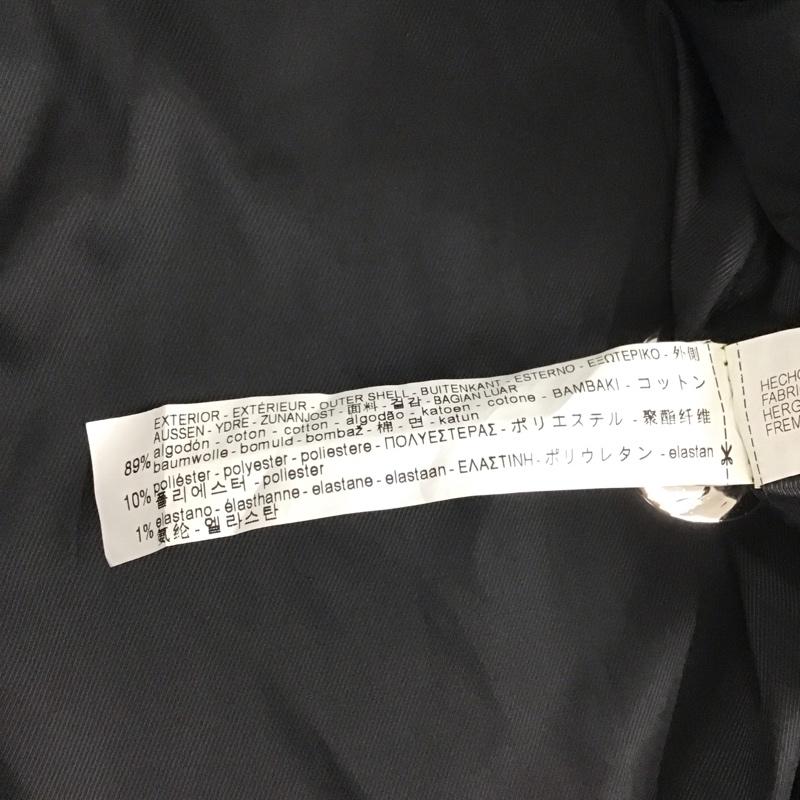 EXTERIOR - EXTÉRIEUR - OUTER SHELL - BUITENKANT - ESTERNO - ΕΞΩΤΕΡΙΚΟ - 外側
AUSSEN - YDRE - ZUNANJOST - 面料 - 겉감 - BAGIAN LUAR
89% algodón - coton - cotton - algodão - katoen - cotone - ΒΑΜΒΑΚΙ - コットン
baumwolle - bomuld - bombaž - 棉 - 면 - katun
10% poliéster - polyester - poliestere - ΠΟΛΥΕΣΤΕΡΑΣ - ポリエステル - 聚酯纤维
폴리에스터 - poliester
1% elastano - élasthanne - elastane - elastaan - ΕΛΑΣΤΙΝΗ - ポリウレタン - elastan
氨纶 - 엘라스탄
HECHO
FABRI
HERG
FREM